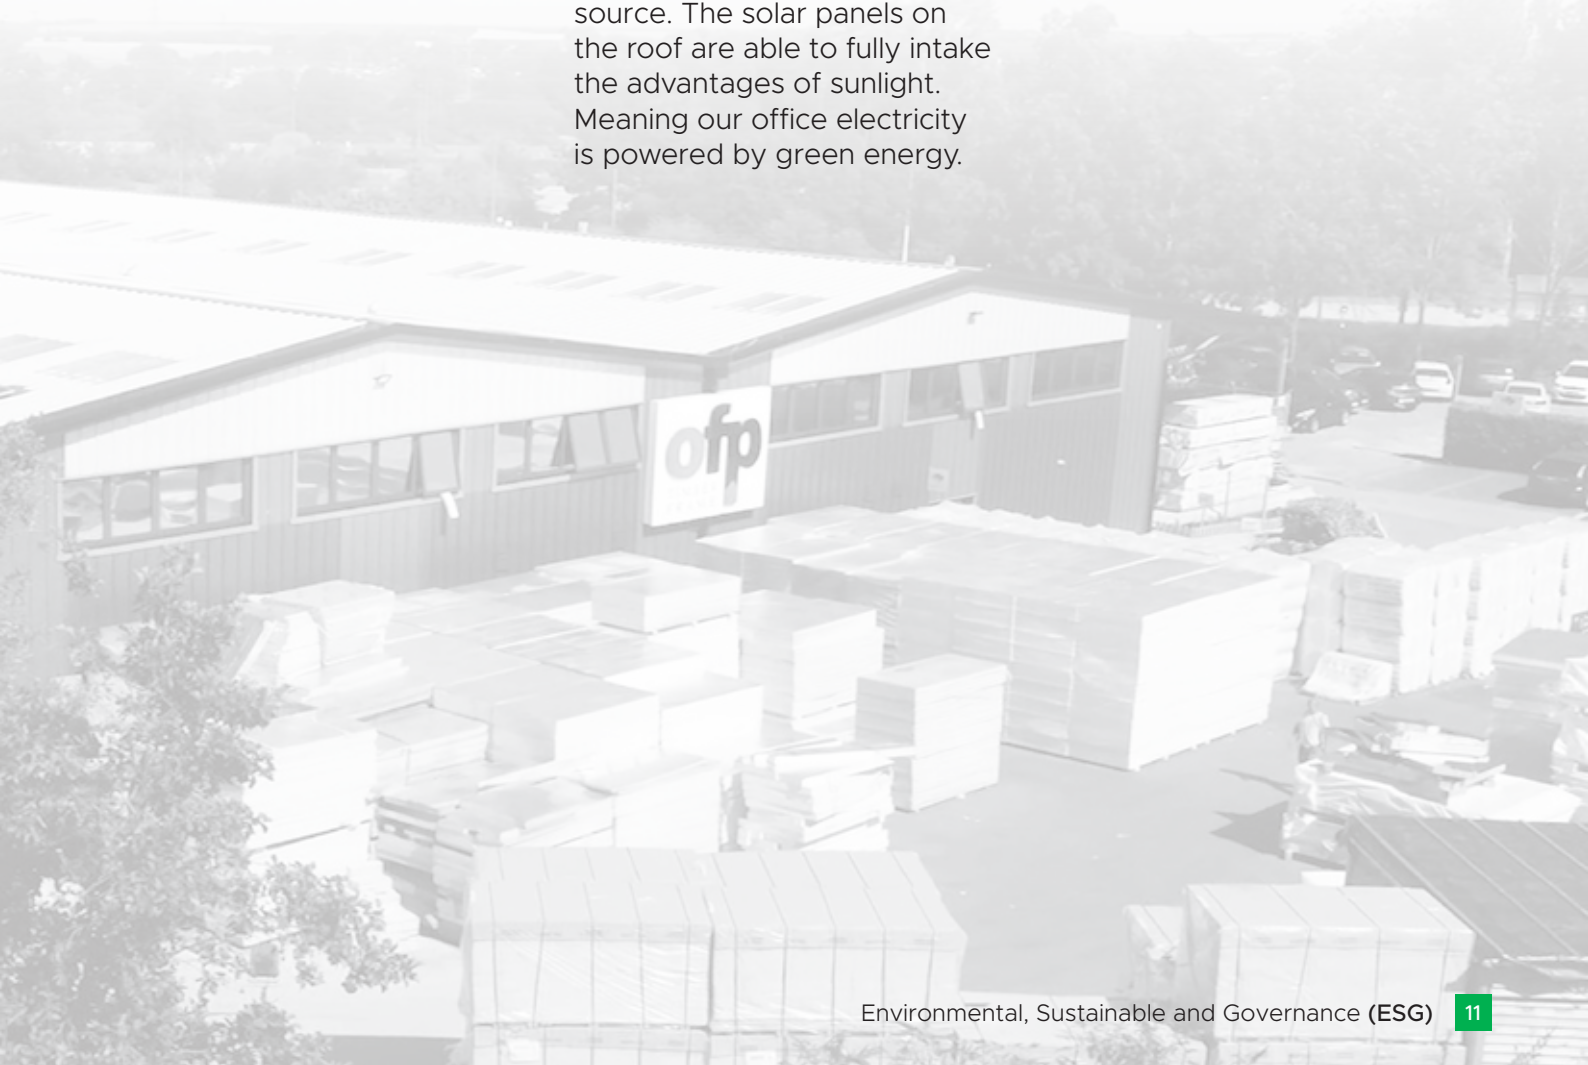 source. The solar panels on
the roof are able to fully intake
the advantages of sunlight.
Meaning our office electricity
is powered by green energy.
ofp
Environmental, Sustainable and Governance (ESG) 11